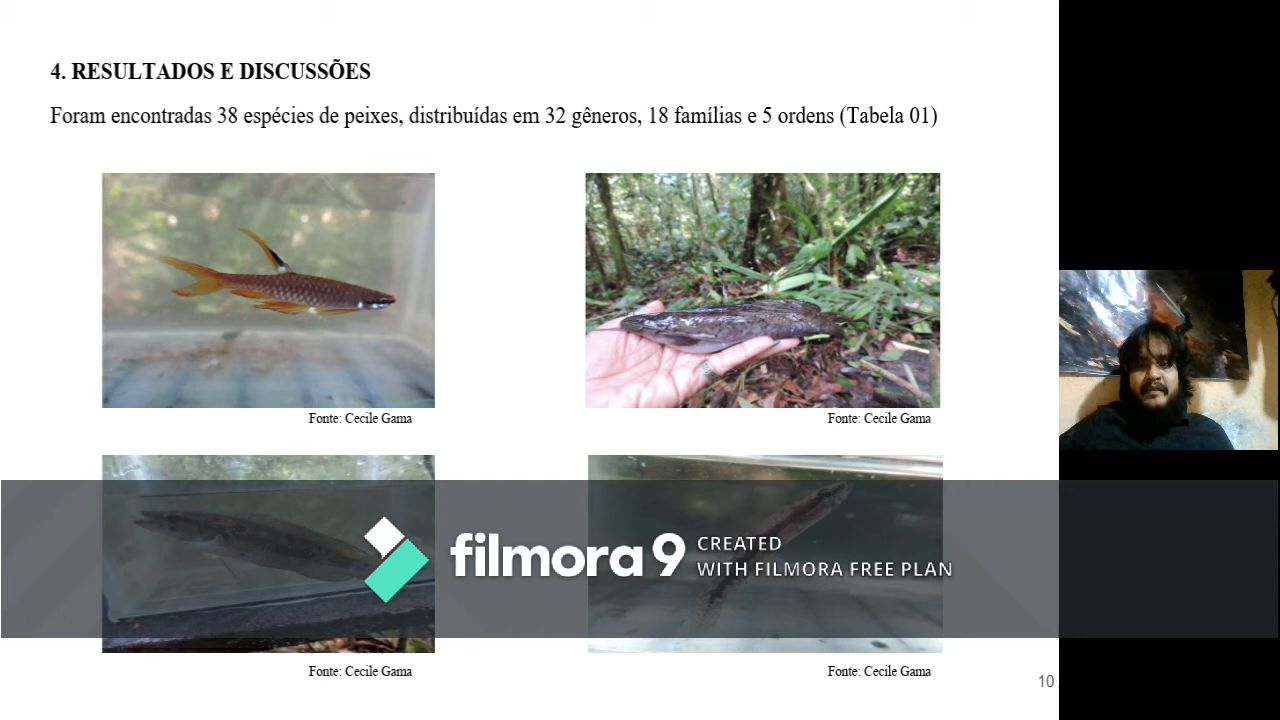 4. RESULTADOS E DISCUSSÕES
Foram encontradas 38 espécies de peixes, distribuídas em 32 gêneros, 18 famílias e 5 ordens (Tabela 01)
Fonte: Cecile Gama
Fonte: Cecile Gama
filmora9 CREATED
WITH FILMORA FREE PLAN
Fonte: Cecile Gama
Fonte: Cecile Gama
10